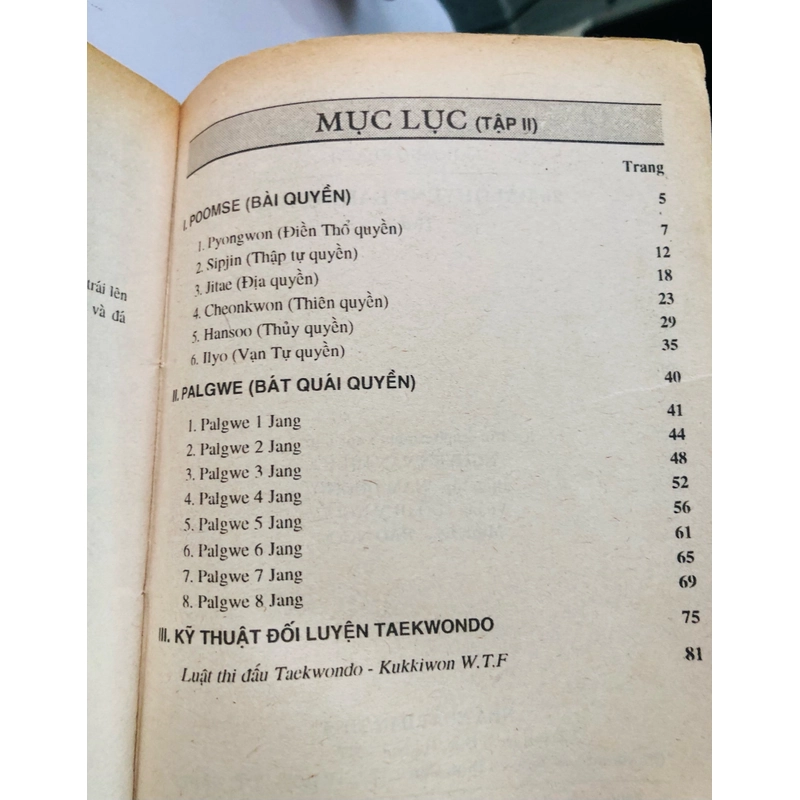 trái lên
và đá
MỤC LỤC (TẬP II)
Trang
I. POOMSE (BÀI QUYỀN) 5
1. Pyongwon (Điền Thổ quyền) 7
2. Sipjin (Thập tự quyền) 12
3. Jitae (Địa quyền) 18
4. Cheonkwon (Thiên quyền) 23
5. Hansoo (Thủy quyền) 29
6. Ilyo (Vạn Tự quyền) 35
II. PALGWE (BÁT QUÁI QUYỀN) 40
1. Palgwe 1 Jang 41
2. Palgwe 2 Jang 44
3. Palgwe 3 Jang 48
4. Palgwe 4 Jang 52
5. Palgwe 5 Jang 56
6. Palgwe 6 Jang 61
7. Palgwe 7 Jang 65
8. Palgwe 8 Jang 69
III. KỸ THUẬT ĐỐI LUYỆN TAEKWONDO 75
Luật thi đấu Taekwondo - Kukkiwon W.T.F 81